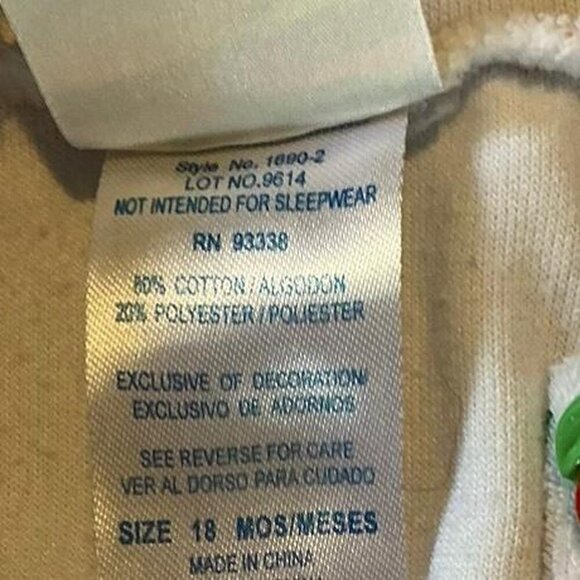 Style No. 1690-2
LOT NO.9614
NOT INTENDED FOR SLEEPWEAR
RN 93338
80% COTTON/ALGODON
20% POLYESTER/POLIESTER
EXCLUSIVE OF DECORATION/
EXCLUSIVO DE ADORNOS
SEE REVERSE FOR CARE
VER AL DORSO PARA CUDADO
SIZE 18 MOS/MESES
MADE IN CHINA